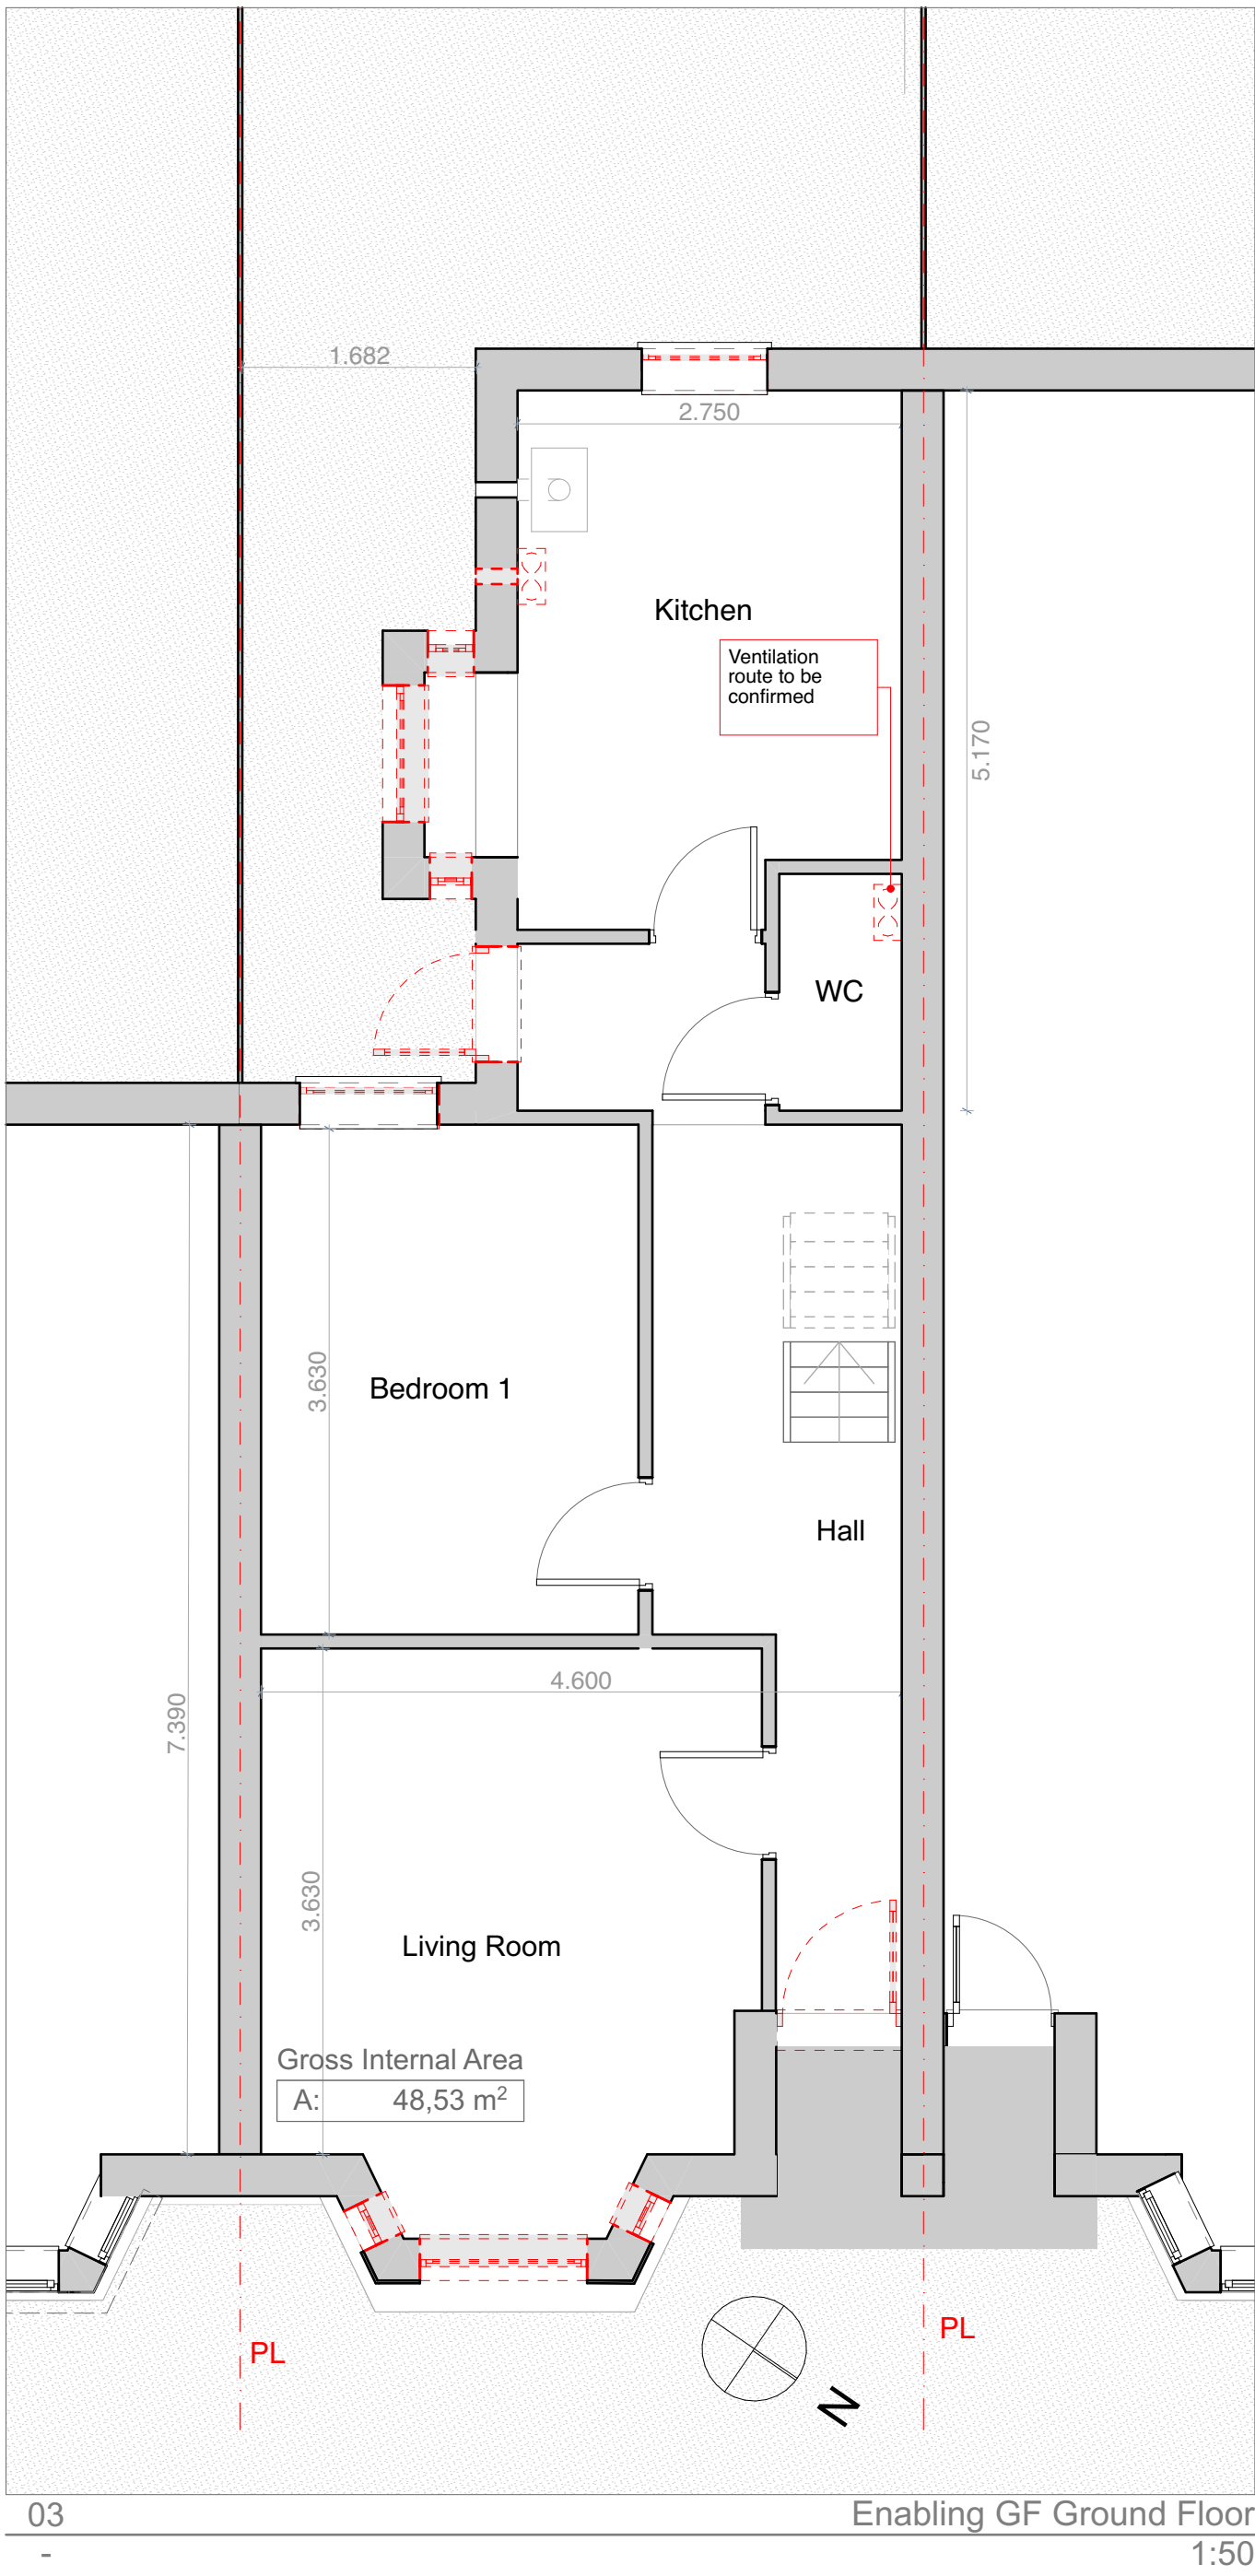 1.682
2.750
Kitchen
Ventilation
route to be
confirmed
5.170
WC
3.630
Bedroom 1
Hall
4.600
7.390
3.630
Living Room
Gross Internal Area
A: 48,53 m²
PL
PL
N
03
Enabling GF Ground Floor
-
1:50